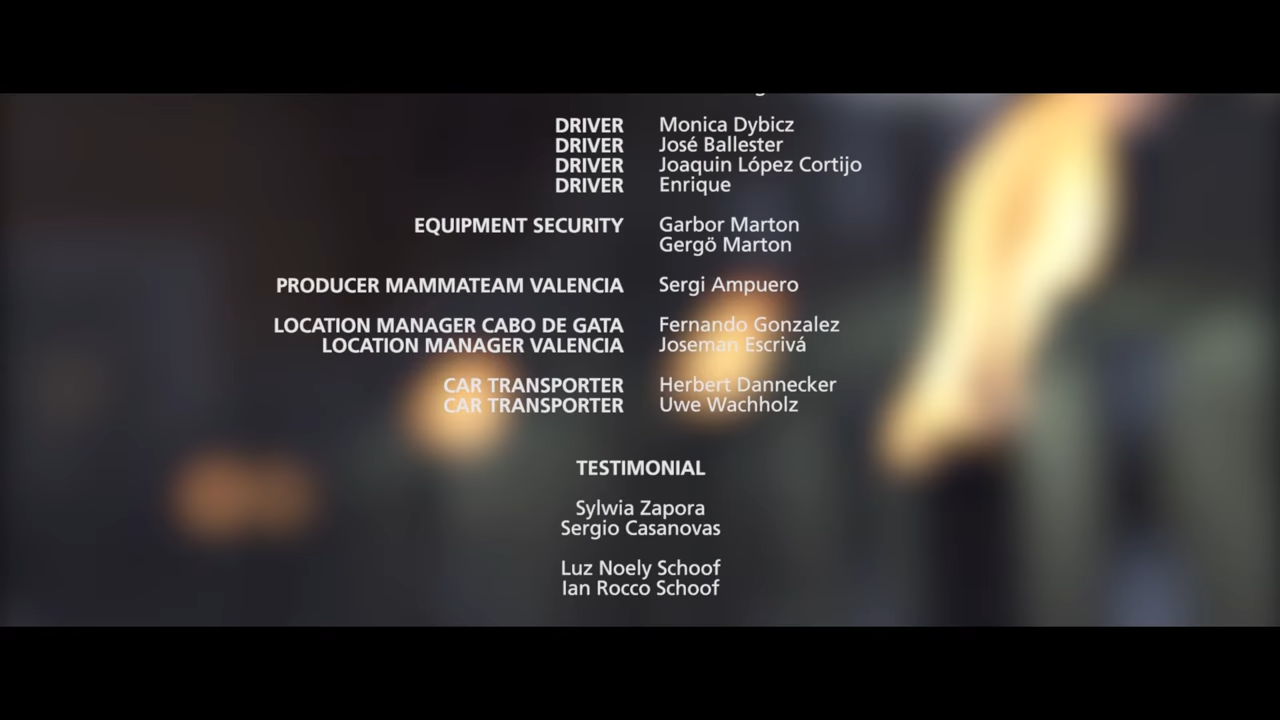 DRIVER Monica Dybicz
DRIVER José Ballester
DRIVER Joaquin López Cortijo
DRIVER Enrique
EQUIPMENT SECURITY Garbor Marton
Gergö Marton
PRODUCER MAMMATEAM VALENCIA Sergi Ampuero
LOCATION MANAGER CABO DE GATA Fernando Gonzalez
LOCATION MANAGER VALENCIA Joseman Escrivá
CAR TRANSPORTER Herbert Dannecker
CAR TRANSPORTER Uwe Wachholz
TESTIMONIAL
Sylwia Zapora
Sergio Casanovas
Luz Noely Schoof
Ian Rocco Schoof